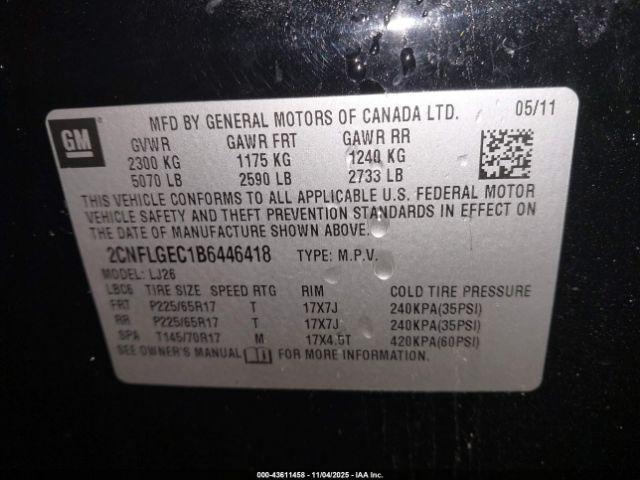 GM
MFD BY GENERAL MOTORS OF CANADA LTD. 05/11
GVWR GAWR FRT GAWR RR
2300 KG 1175 KG 1240 KG
5070 LB 2590 LB 2733 LB
THIS VEHICLE CONFORMS TO ALL APPLICABLE U.S. FEDERAL MOTOR
VEHICLE SAFETY AND THEFT PREVENTION STANDARDS IN EFFECT ON
THE DATE OF MANUFACTURE SHOWN ABOVE.
2CNFLGEC1B6446418 TYPE: M.P.V.
MODEL: LJ26
LBC6 TIRE SIZE SPEED RTG RIM COLD TIRE PRESSURE
FRT P225/65R17 T 17X7J 240KPA(35PSI)
RR P225/65R17 T 17X7J 240KPA(35PSI)
SPA T145/70R17 M 17X4.5T 420KPA(60PSI)
SEE OWNER'S MANUAL FOR MORE INFORMATION.
000-43611458 - 11/04/2025 - IAA Inc.